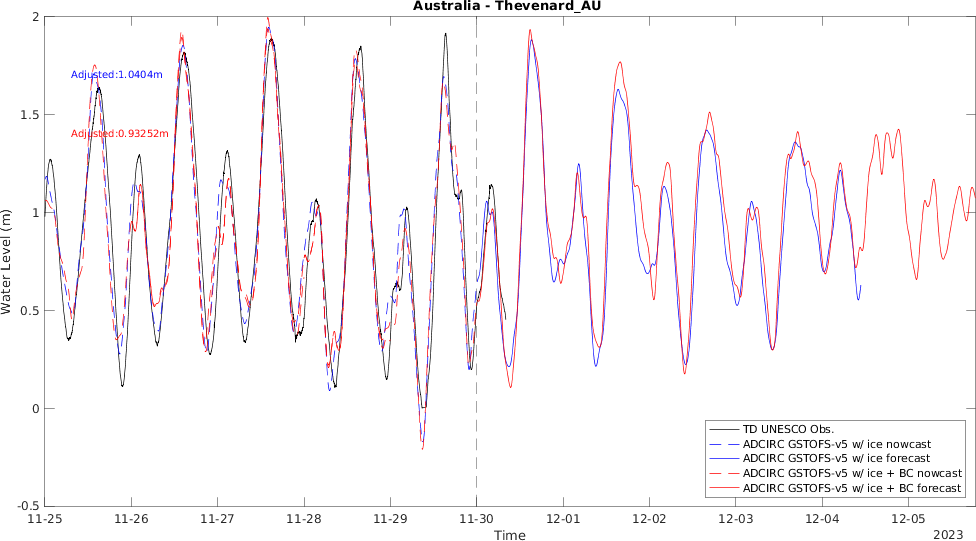 Australia - Thevenard_AU
2
1.5
1
0.5
0
-0.5
Water Level (m)
Adjusted:1.0404m
Adjusted:0.93252m
TD UNESCO Obs.
ADCIRC GSTOFS-v5 w/ ice nowcast
ADCIRC GSTOFS-v5 w/ ice forecast
ADCIRC GSTOFS-v5 w/ ice + BC nowcast
ADCIRC GSTOFS-v5 w/ ice + BC forecast
11-25 11-26 11-27 11-28 11-29 11-30 12-01 12-02 12-03 12-04 12-05
Time
2023